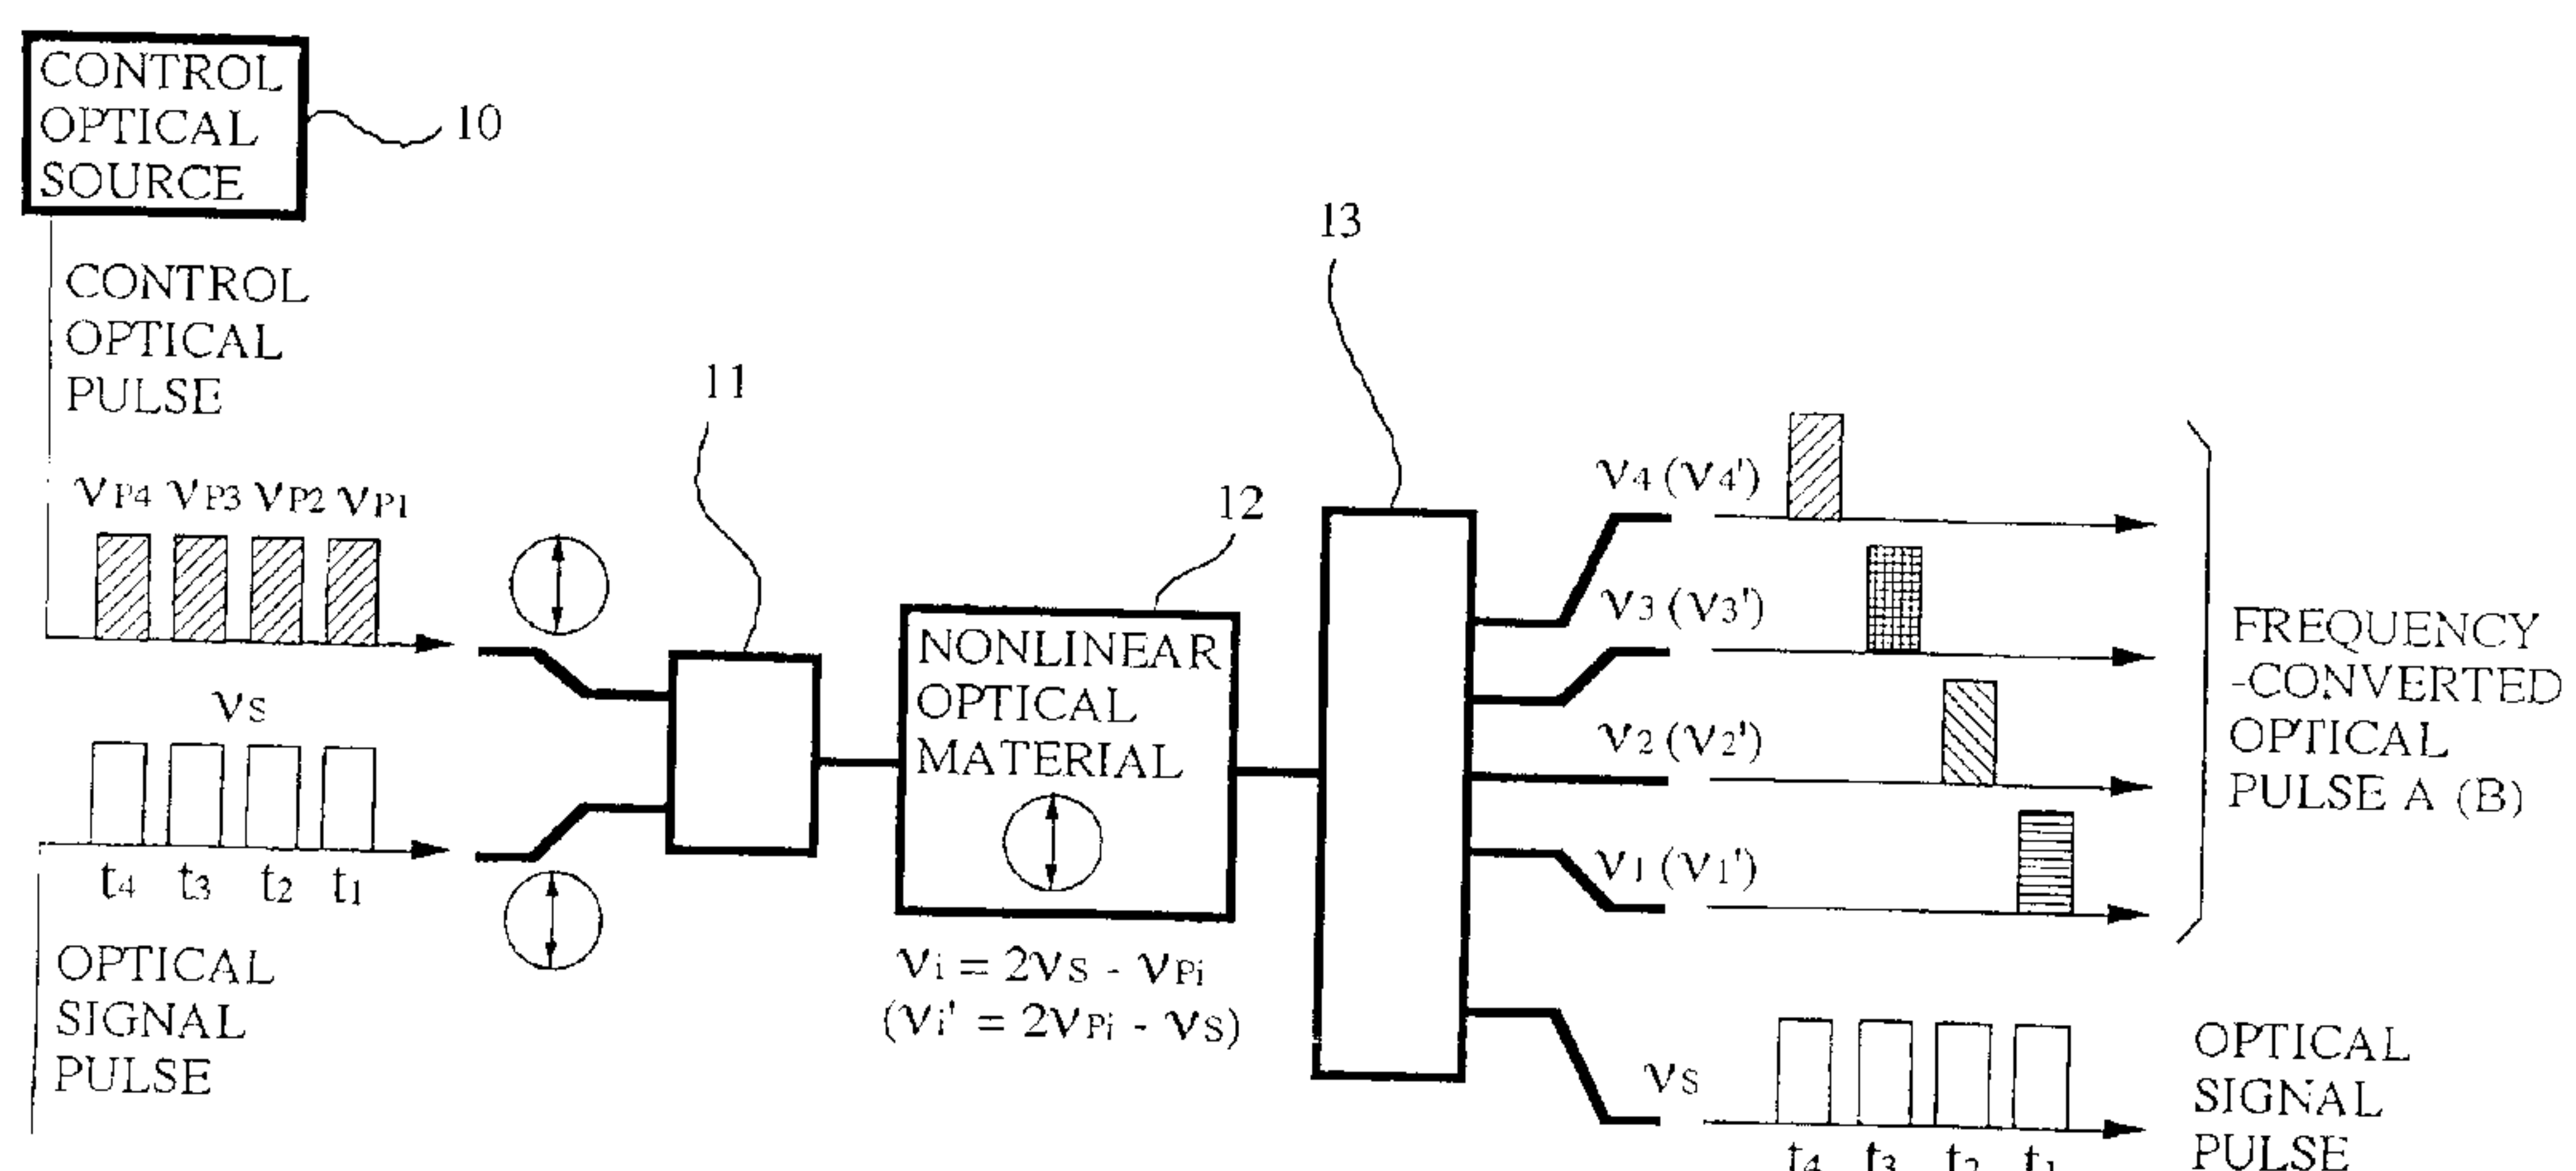 CONTROL
OPTICAL
SOURCE
10
CONTROL
OPTICAL
PULSE
νP4 νP3 νP2 νP1
νS
t4 t3 t2 t1
OPTICAL
SIGNAL
PULSE
11
12
NONLINEAR
OPTICAL
MATERIAL
νi = 2νS - νPi
(νi' = 2νPi - νS)
13
ν4 (ν4')
ν3 (ν3')
ν2 (ν2')
ν1 (ν1')
FREQUENCY
-CONVERTED
OPTICAL
PULSE A (B)
νS
t4 t3 t2 t1
OPTICAL
SIGNAL
PULSE